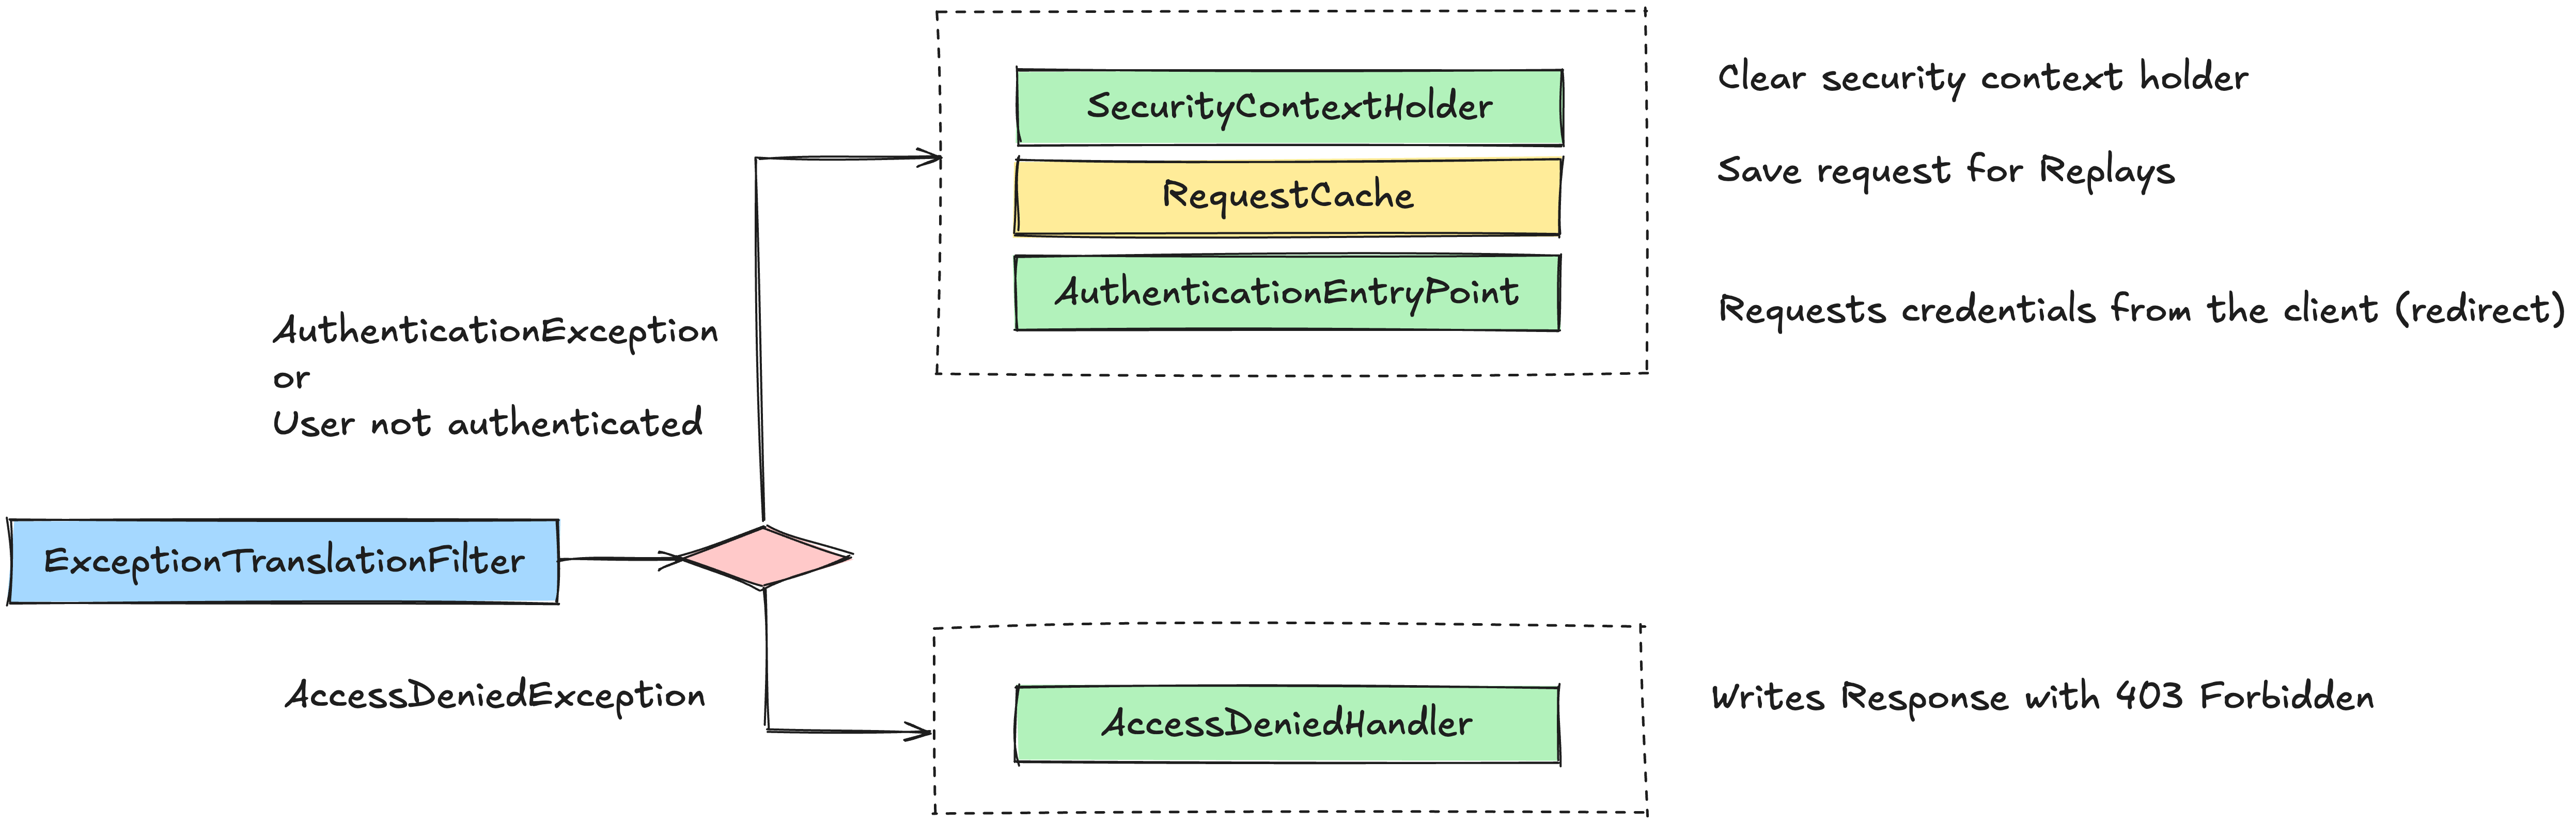 SecurityContextHolder
Clear security context holder
RequestCache
Save request for Replays
AuthenticationEntryPoint
Requests credentials from the client (redirect)
AuthenticationException
or
User not authenticated
ExceptionTranslationFilter
AccessDeniedException
AccessDeniedHandler
Writes Response with 403 Forbidden